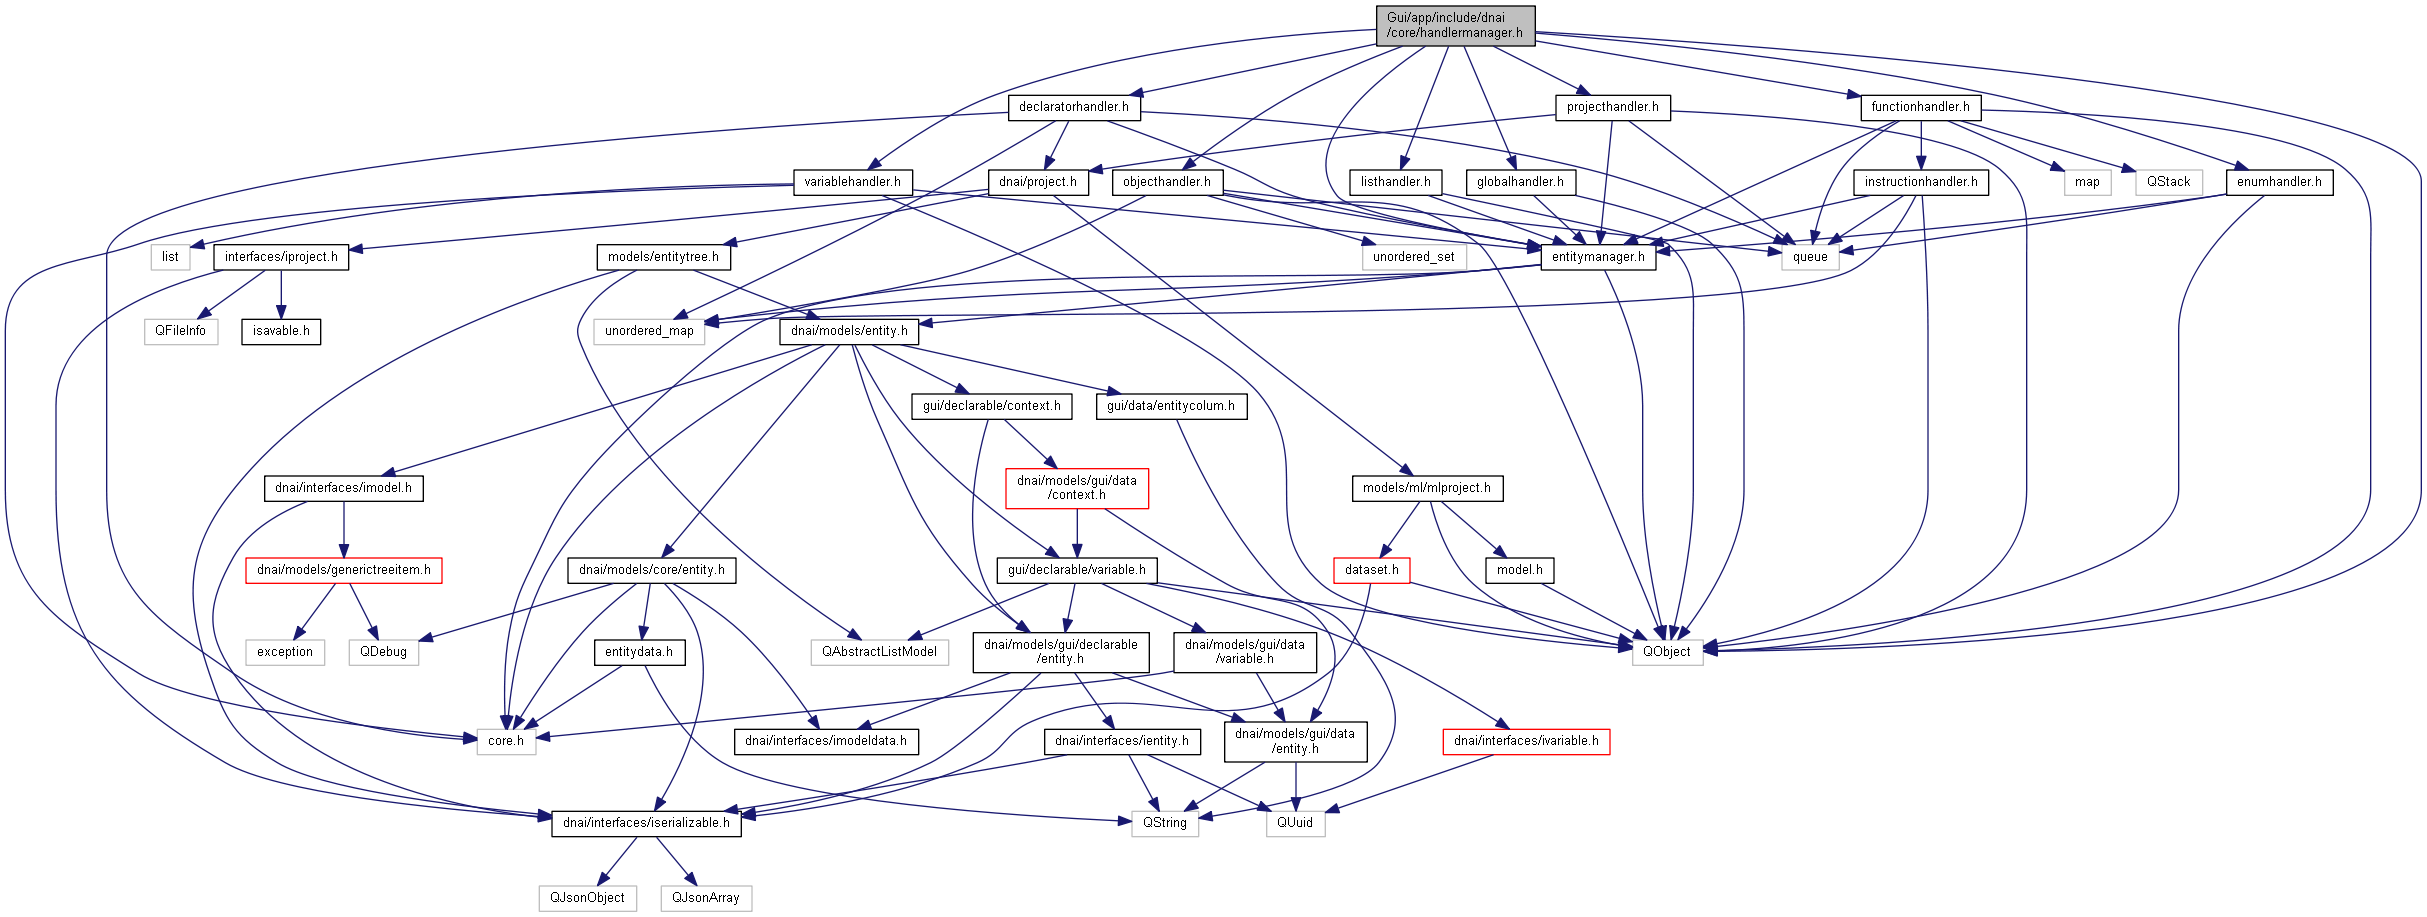 Gui/app/include/dnai
/core/handlermanager.h
declaratorhandler.h
projecthandler.h
functionhandler.h
variablehandler.h
dnai/project.h
objecthandler.h
listhandler.h
globalhandler.h
instructionhandler.h
map
QStack
enumhandler.h
list
interfaces/iproject.h
models/entitytree.h
unordered_set
entitymanager.h
queue
QFileInfo
isavable.h
unordered_map
dnai/models/entity.h
gui/declarable/context.h
gui/data/entitycolum.h
dnai/interfaces/imodel.h
dnai/models/gui/data
/context.h
models/ml/mlproject.h
dnai/models/generictreeitem.h
dnai/models/core/entity.h
gui/declarable/variable.h
dataset.h
model.h
exception
QDebug
entitydata.h
QAbstractListModel
dnai/models/gui/declarable
/entity.h
dnai/models/gui/data
/variable.h
QObject
core.h
dnai/interfaces/imodeldata.h
dnai/interfaces/ientity.h
dnai/models/gui/data
/entity.h
dnai/interfaces/ivariable.h
dnai/interfaces/iserializable.h
QString
QUuid
QJsonObject
QJsonArray